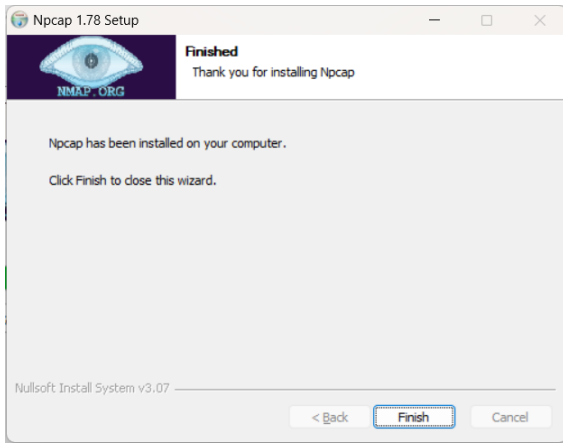 Npcap 1.78 Setup
NMAP.ORG
Finished
Thank you for installing Npcap
Npcap has been installed on your computer.
Click Finish to close this wizard.
Nullsoft Install System v3.07
< Back
Finish
Cancel